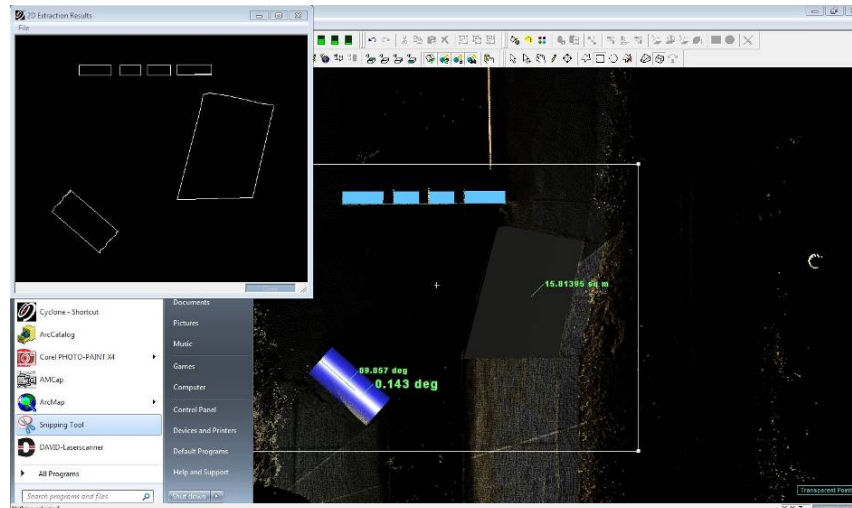 2D Extraction Results
File
15.81395 sq m
89.857 deg
0.143 deg
Cyclone - Shortcut
ArcCatalog
Corel PHOTO-PAINT X4
AMCap
ArcMap
Snipping Tool
DAVID-Laserscanner
All Programs
Search programs and files
Documents
Pictures
Music
Games
Computer
Control Panel
Devices and Printers
Default Programs
Help and Support
Shut down
Transparent Point